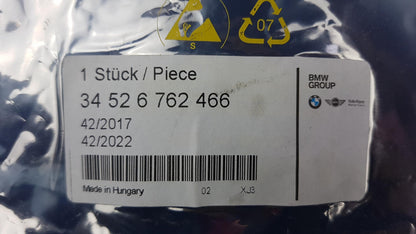 07
S
1 Stück / Piece
34 52 6 762 466
42/2017
42/2022
BMW
GROUP
Made in Hungary
02
XJ3